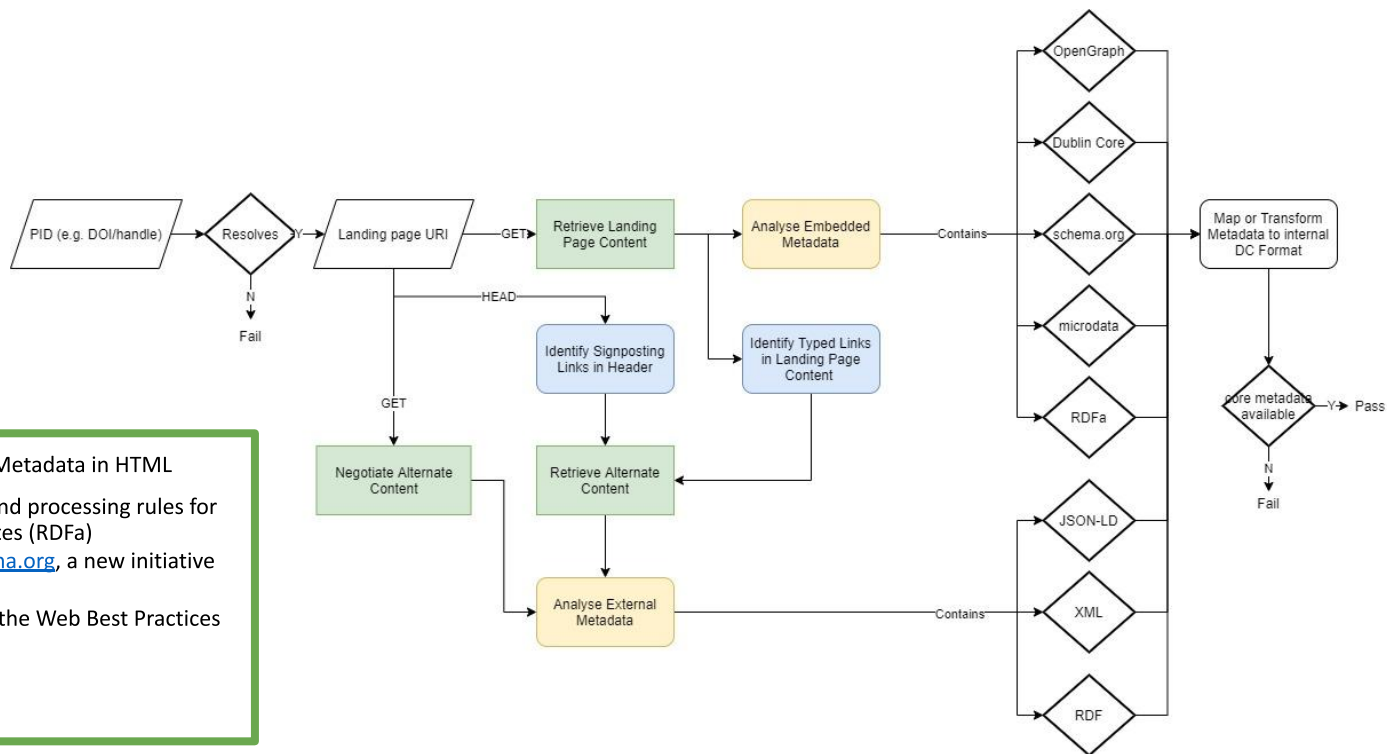 OpenGraph
Dublin Core
PID (e.g. DOI/handle)
Resolves
Y
Landing page URI
GET
Retrieve Landing
Page Content
Analyse Embedded
Metadata
Contains
schema.org
Map or Transform
Metadata to internal
DC Format
N
Fail
HEAD
Identify Signposting
Links in Header
Identify Typed Links
in Landing Page
Content
microdata
GET
RDFa
core metadata
available
Y
Pass
N
Fail
Negotiate Alternate
Content
Retrieve Alternate
Content
JSON-LD
Analyse External
Metadata
Contains
XML
RDF
Metadata in HTML
nd processing rules for
tes (RDFa)
ma.org, a new initiative
the Web Best Practices